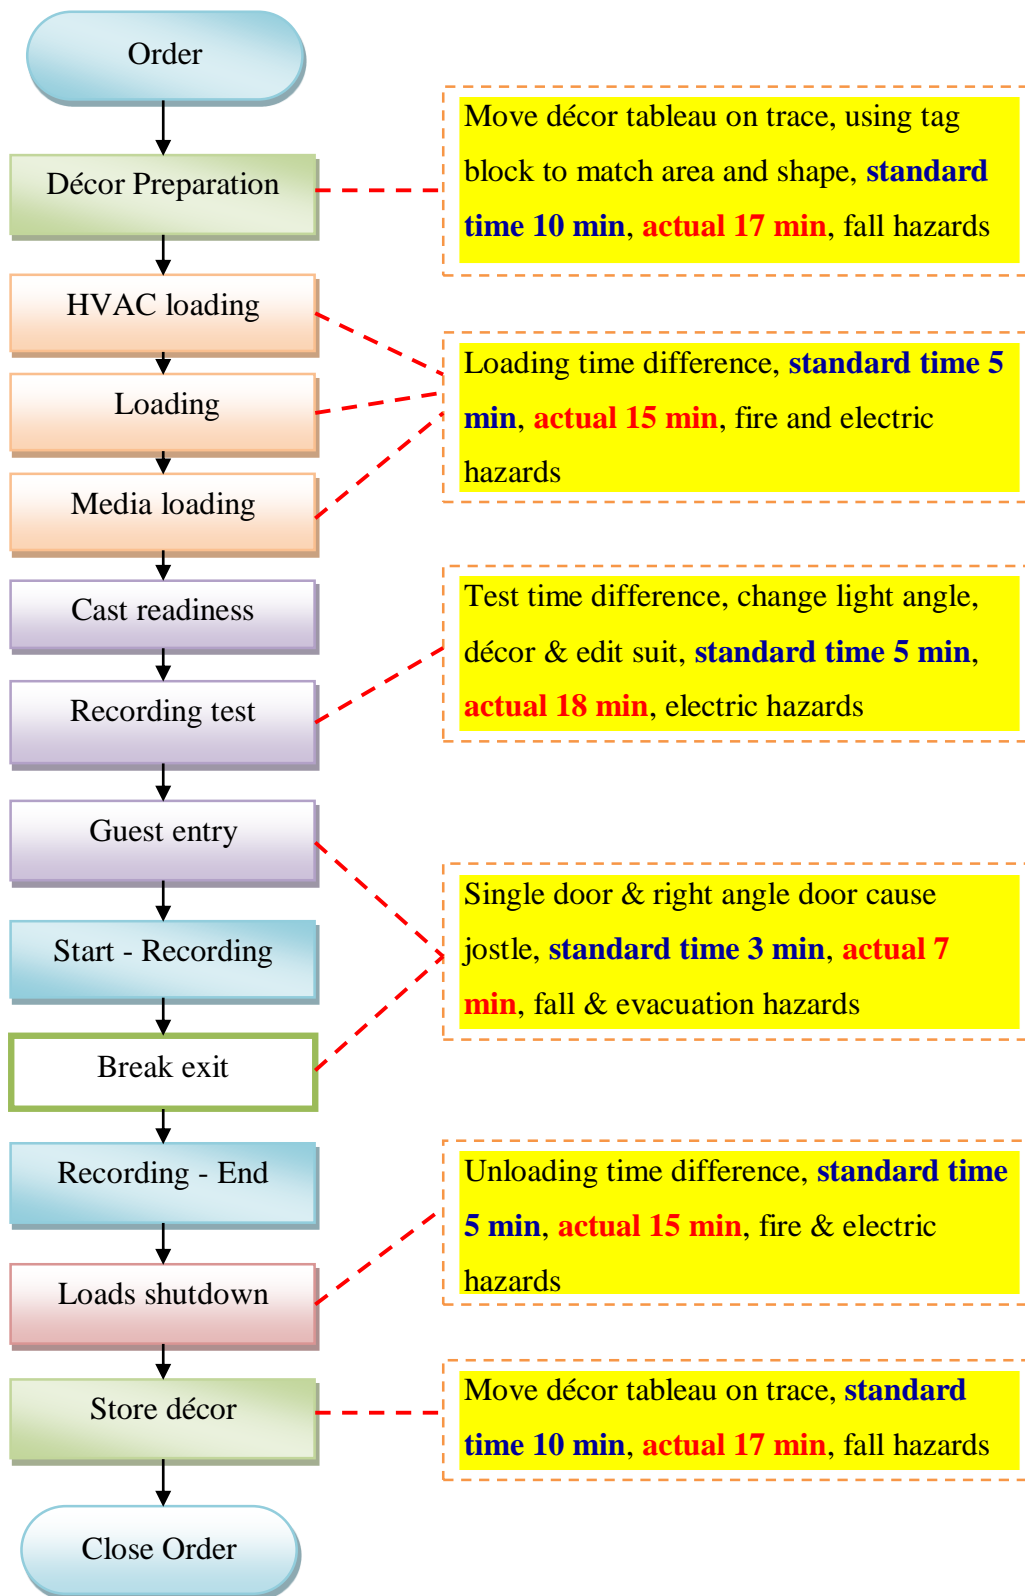 Order
Décor Preparation
Move décor tableau on trace, using tag
block to match area and shape, standard
time 10 min, actual 17 min, fall hazards
HVAC loading
Loading
Media loading
Loading time difference, standard time 5
min, actual 15 min, fire and electric
hazards
Cast readiness
Recording test
Test time difference, change light angle,
décor & edit suit, standard time 5 min,
actual 18 min, electric hazards
Guest entry
Start - Recording
Break exit
Single door & right angle door cause
jostle, standard time 3 min, actual 7
min, fall & evacuation hazards
Recording - End
Loads shutdown
Unloading time difference, standard time
5 min, actual 15 min, fire & electric
hazards
Store décor
Move décor tableau on trace, standard
time 10 min, actual 17 min, fall hazards
Close Order